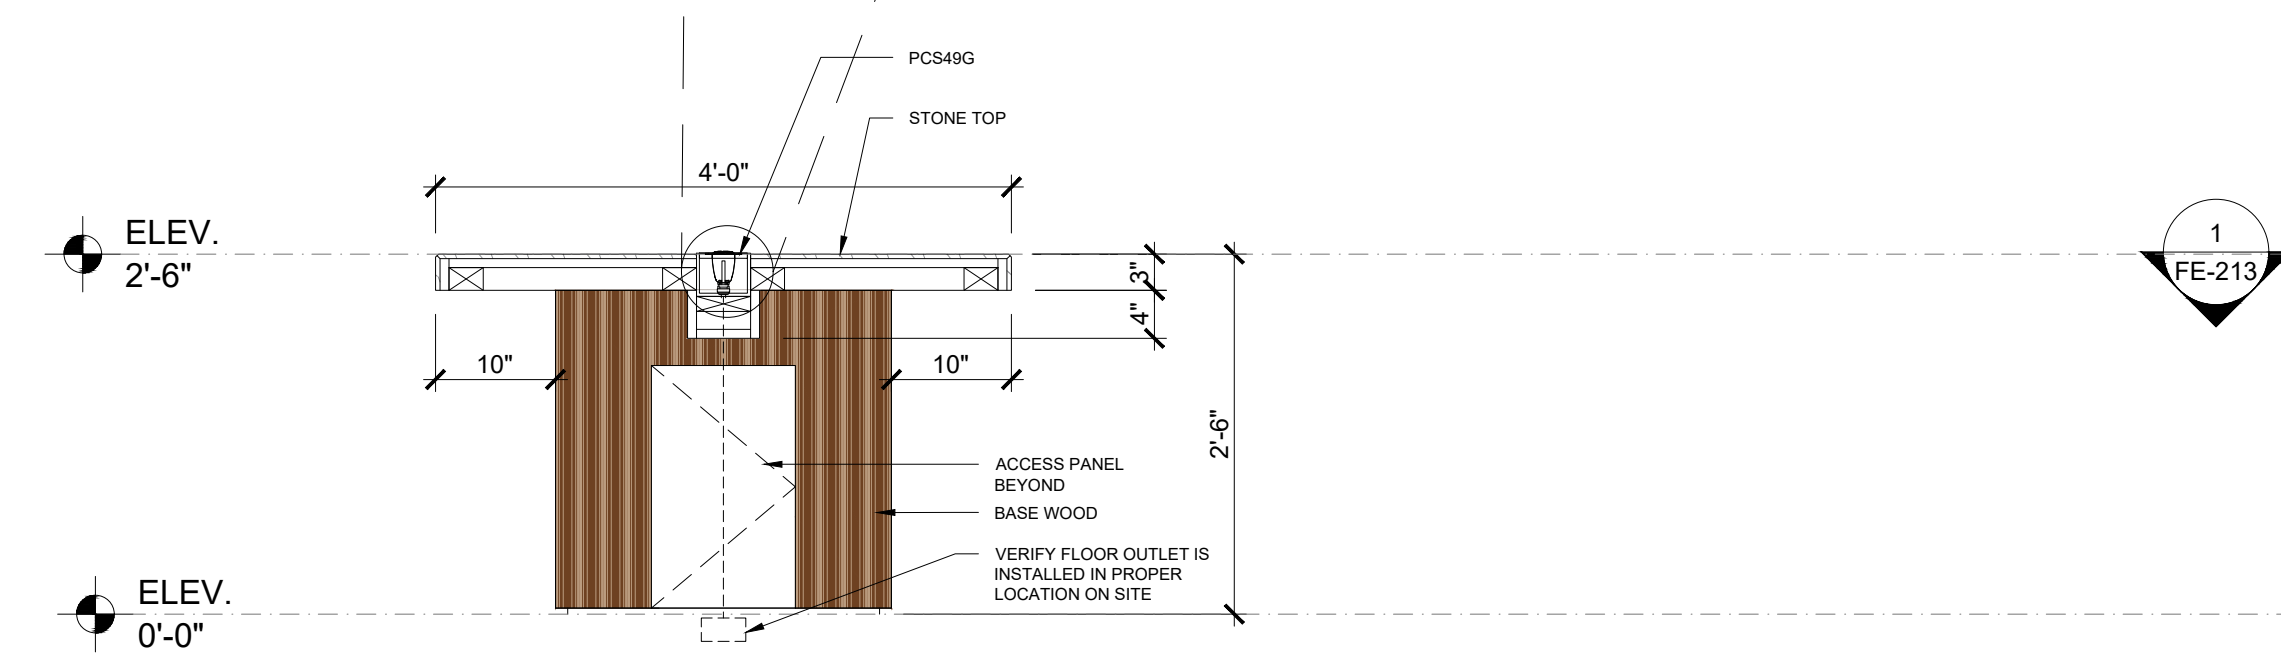 PCS49G
STONE TOP
4'-0"
ELEV.
2'-6"
1
FE-213
3"
4"
10"
10"
2'-6"
ACCESS PANEL
BEYOND
BASE WOOD
VERIFY FLOOR OUTLET IS
INSTALLED IN PROPER
LOCATION ON SITE
ELEV.
0'-0"